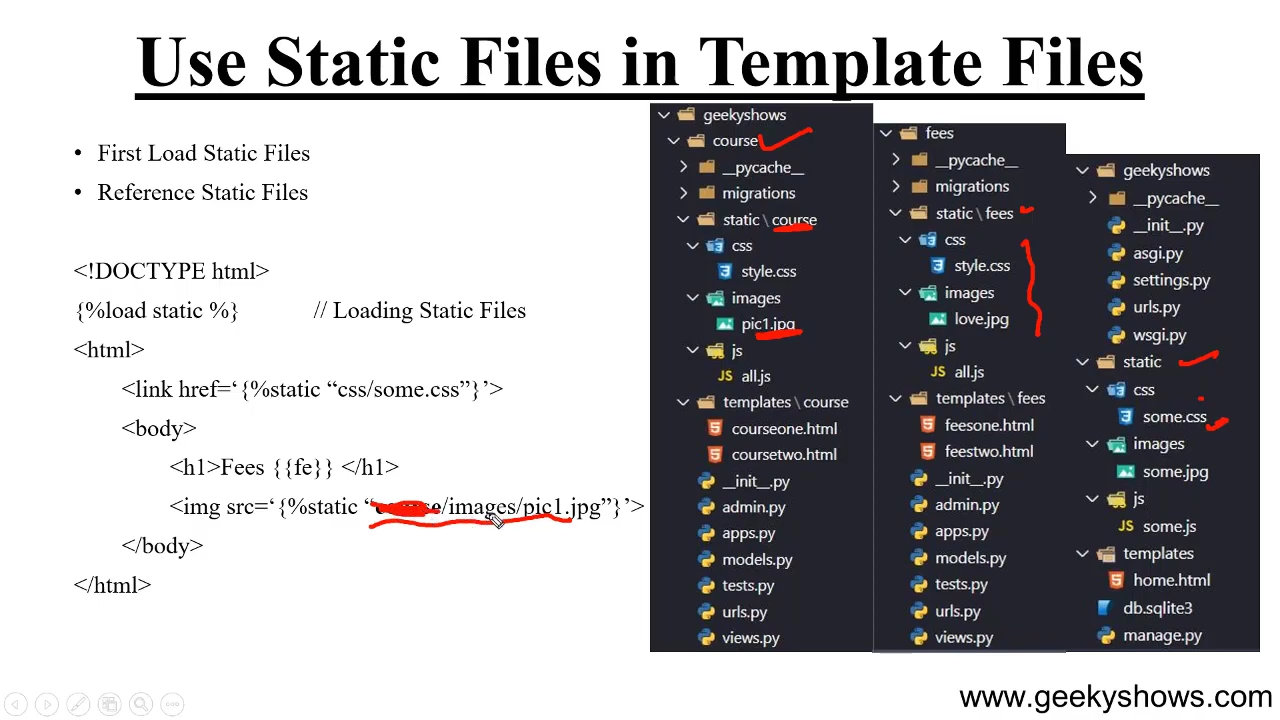 Use Static Files in Template Files
• First Load Static Files
• Reference Static Files
<!DOCTYPE html>
{%load static %} // Loading Static Files
<html>
<link href=‘{%static “css/some.css”}’>
<body>
<h1>Fees {{fe}} </h1>
<img src=‘{%static “course/images/pic1.jpg”}’>
</body>
</html>
geekyshows
course
__pycache__
migrations
static \ course
css
style.css
images
pic1.jpg
js
JS all.js
templates \ course
courseone.html
coursetwo.html
__init__.py
admin.py
apps.py
models.py
tests.py
urls.py
views.py
fees
__pycache__
migrations
static \ fees
css
style.css
images
love.jpg
js
JS all.js
templates \ fees
feesone.html
feestwo.html
__init__.py
admin.py
apps.py
models.py
tests.py
urls.py
views.py
geekyshows
__pycache__
__init__.py
asgi.py
settings.py
urls.py
wsgi.py
static
css
some.css
images
some.jpg
js
JS some.js
templates
home.html
db.sqlite3
manage.py
www.geekyshows.com